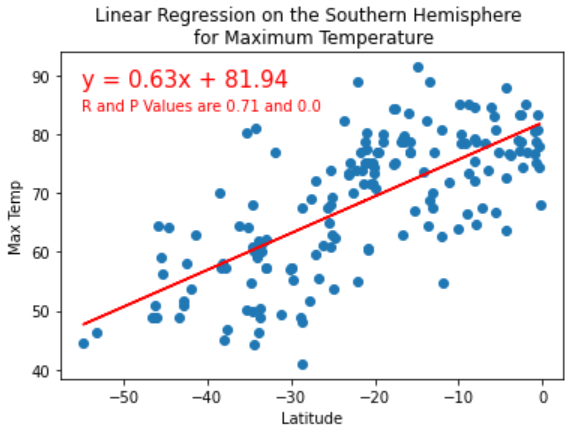 Linear Regression on the Southern Hemisphere
for Maximum Temperature
y = 0.63x + 81.94
R and P Values are 0.71 and 0.0
90
80
70
60
50
40
Max Temp
−50
−40
−30
−20
−10
0
Latitude